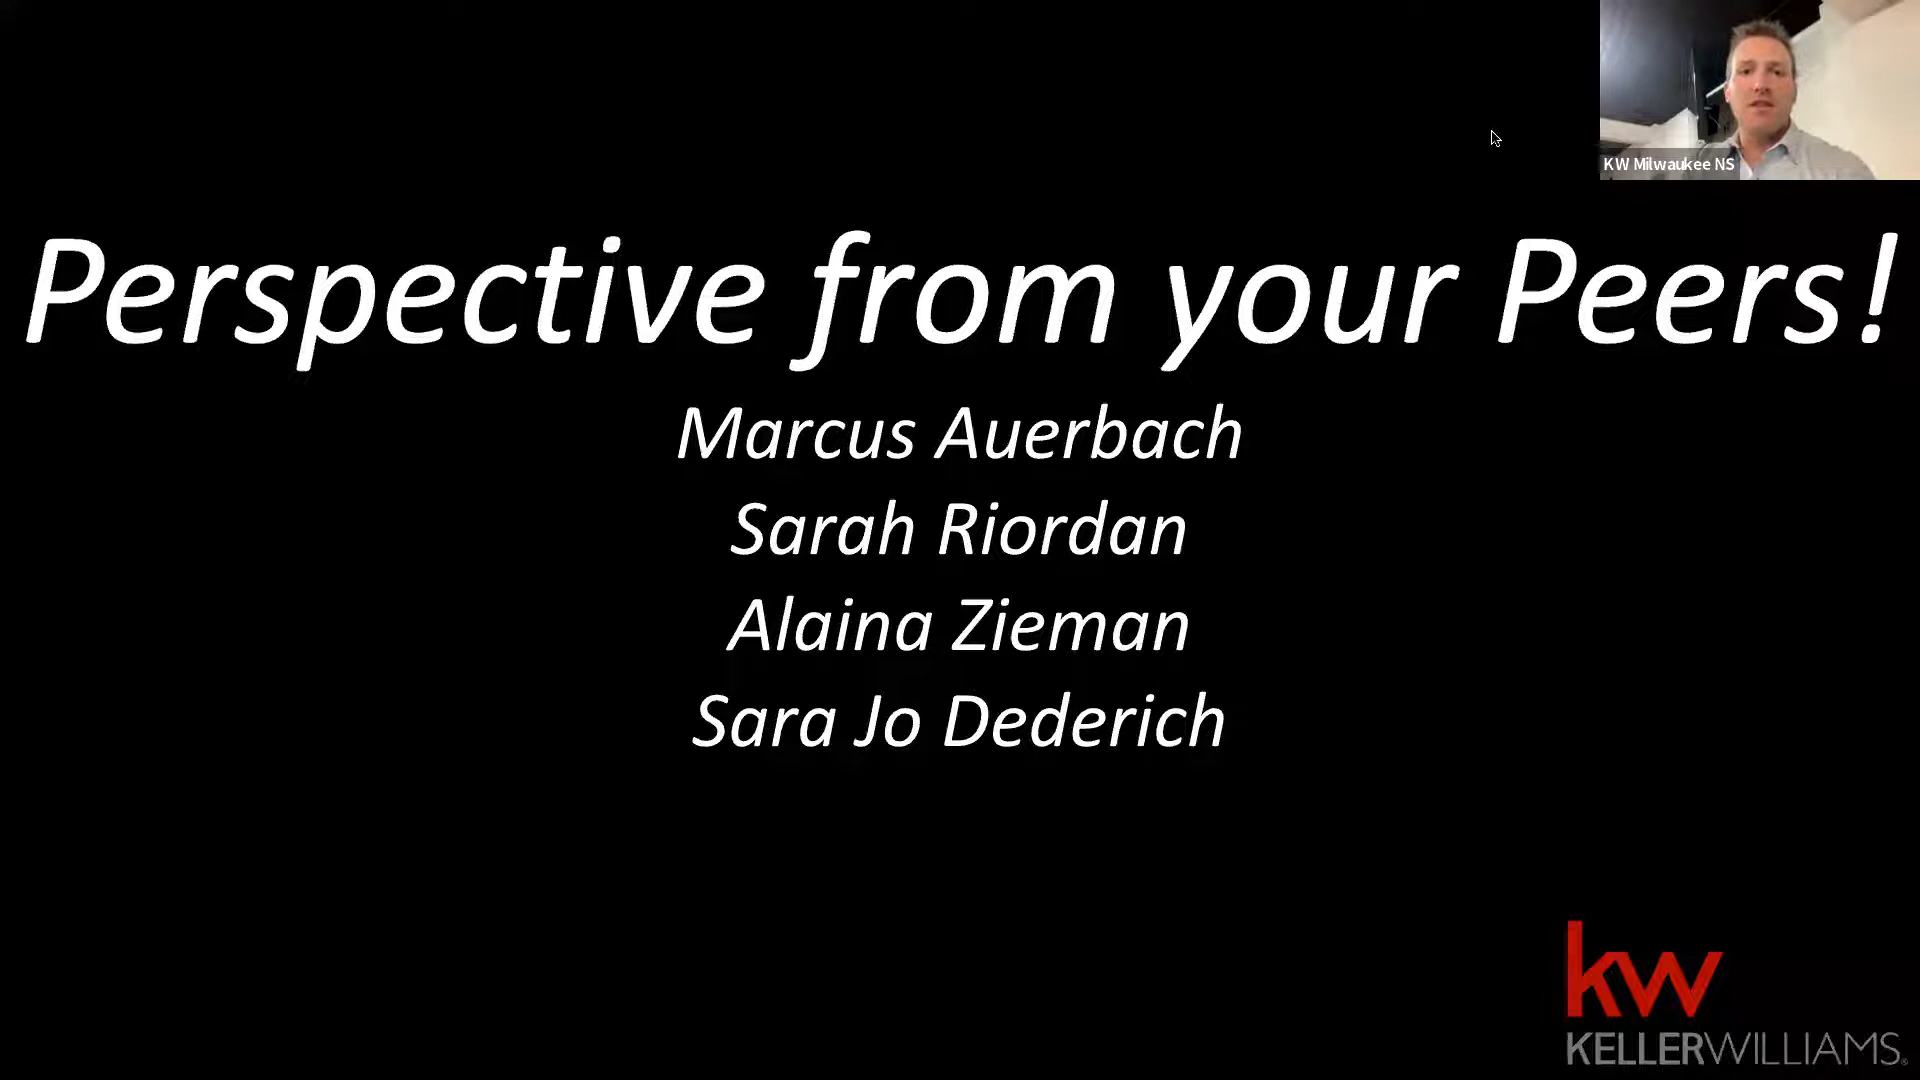 KW Milwaukee NS
Perspective from your Peers!
Marcus Auerbach
Sarah Riordan
Alaina Zieman
Sara Jo Dederich
kw
KELLERWILLIAMS®